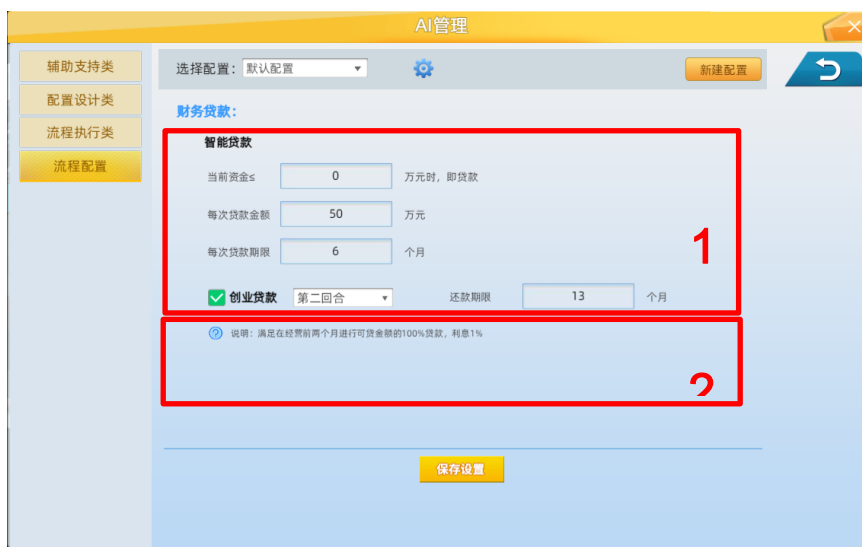 AI管理
辅助支持类
配置设计类
流程执行类
流程配置
选择配置： 默认配置
新建配置
财务贷款：
智能贷款
当前资金≤ 0 万元时，即贷款
每次贷款金额 50 万元
每次贷款期限 6 个月
1
创业贷款 第二回合 还款期限 13 个月
? 说明：满足在经营前两个月进行可贷金额的100%贷款，利息1%
2
保存设置